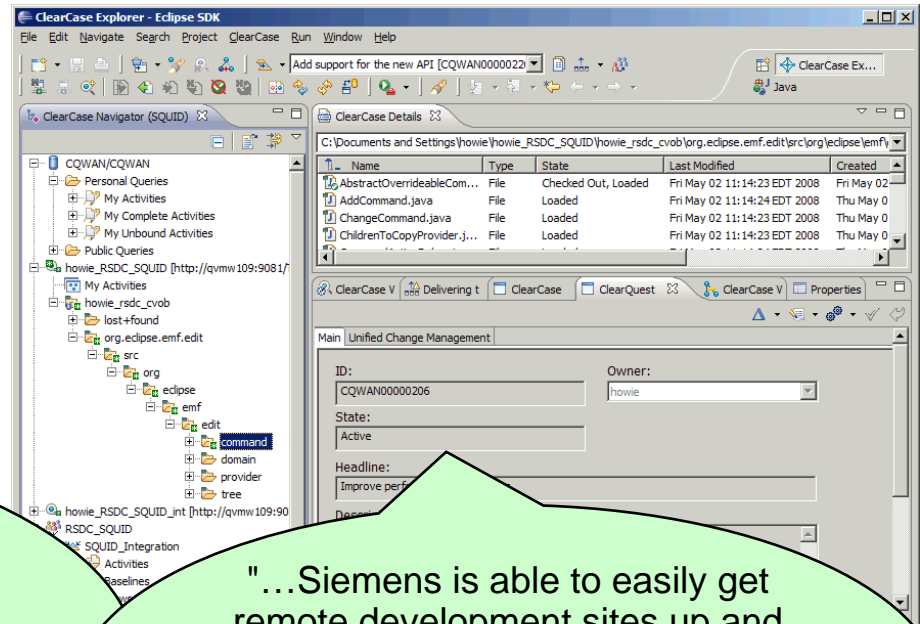 ClearCase Explorer - Eclipse SDK
File Edit Navigate Search Project ClearCase Run Window Help
Add support for the new API [CQWAN0000022
ClearCase Ex...
Java
ClearCase Navigator (SQUID)
CQWAN/CQWAN
Personal Queries
My Activities
My Complete Activities
My Unbound Activities
Public Queries
howie_RSDC_SQUID [http://qvmw109:9081/
My Activities
howie_rsdc_cvob
lost+found
org.eclipse.emf.edit
src
org
eclipse
emf
edit
command
domain
provider
tree
howie_RSDC_SQUID_int [http://qvmw109:90
RSDC_SQUID
SQUID_Integration
Activities
Baselines
ClearCase Details
C:\Documents and Settings\howie\howie_RSDC_SQUID\howie_rsdc_cvob\org.eclipse.emf.edit\src\org\eclipse\emf\
Name Type State Last Modified Created
AbstractOverrideableCom... File Checked Out, Loaded Fri May 02 11:14:23 EDT 2008 Fri May 02
AddCommand.java File Loaded Fri May 02 11:14:24 EDT 2008 Thu May 0
ChangeCommand.java File Loaded Fri May 02 11:14:23 EDT 2008 Thu May 0
ChildrenToCopyProvider.j... File Loaded Fri May 02 11:14:23 EDT 2008 Thu May 0
ClearCase V Delivering t ClearCase ClearQuest ClearCase V Properties
Main Unified Change Management
ID: Owner:
CQWAN00000206 howie
State:
Active
Headline:
Improve
"…Siemens is able to easily get
remote development sites up and